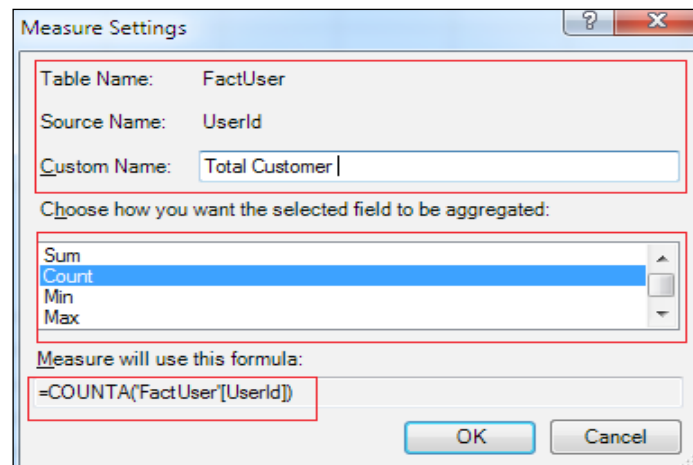 Measure Settings
Table Name: FactUser
Source Name: UserId
Custom Name: Total Customer
Choose how you want the selected field to be aggregated:
Sum
Count
Min
Max
Measure will use this formula:
=COUNTA('FactUser'[UserId])
OK Cancel